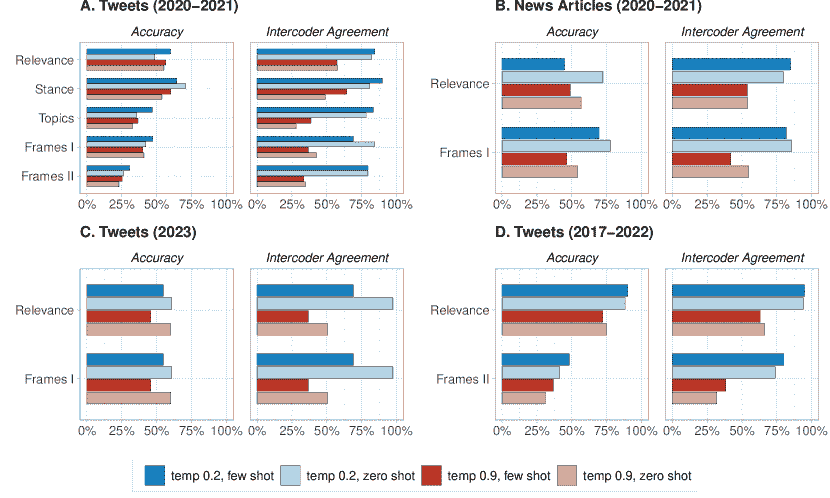 A. Tweets (2020−2021)
Accuracy
Intercoder Agreement
Relevance
Stance
Topics
Frames I
Frames II
0% 25% 50% 75% 100%
0% 25% 50% 75% 100%
B. News Articles (2020−2021)
Accuracy
Intercoder Agreement
Relevance
Frames I
0% 25% 50% 75% 100%
0% 25% 50% 75% 100%
C. Tweets (2023)
Accuracy
Intercoder Agreement
Relevance
Frames I
0% 25% 50% 75% 100%
0% 25% 50% 75% 100%
D. Tweets (2017−2022)
Accuracy
Intercoder Agreement
Relevance
Frames II
0% 25% 50% 75% 100%
0% 25% 50% 75% 100%
temp 0.2, few shot temp 0.2, zero shot temp 0.9, few shot temp 0.9, zero shot